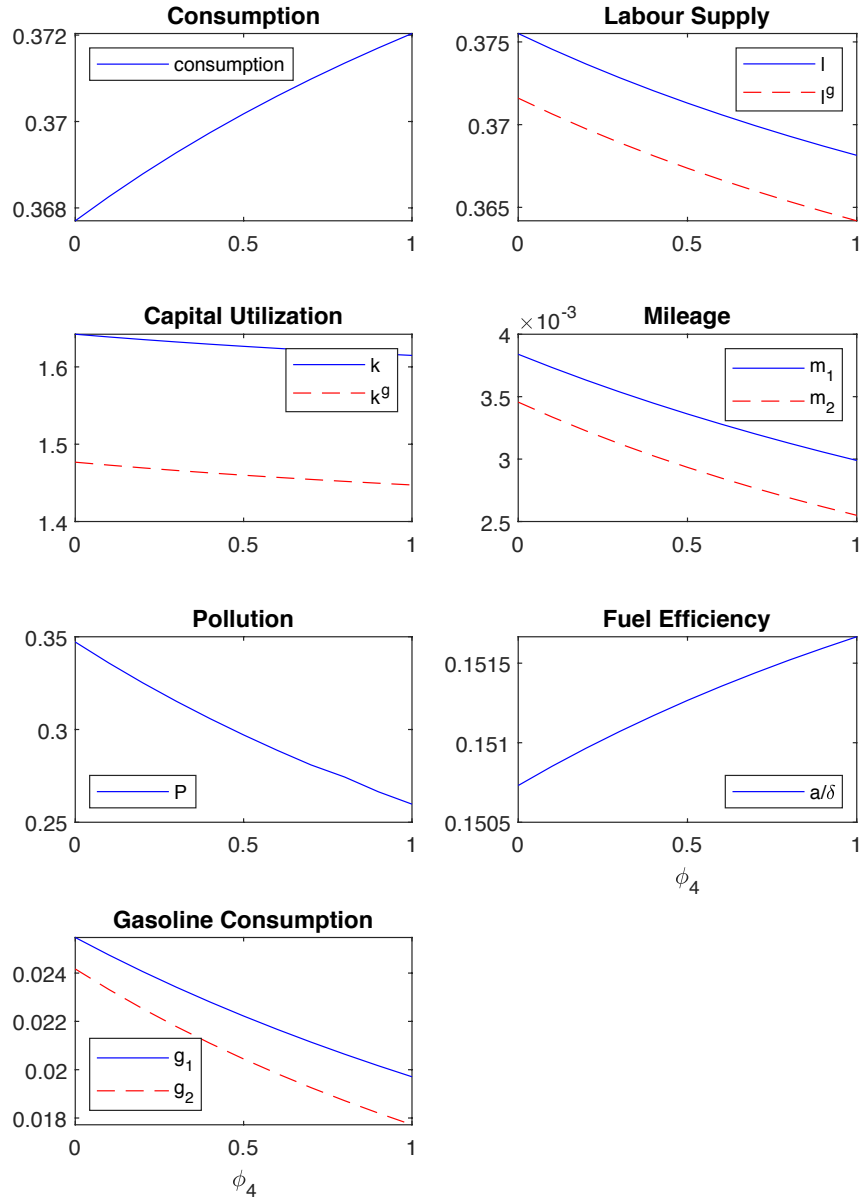 Consumption
0.372
0.37
0.368
consumption
0
0.5
1
Labour Supply
0.375
0.37
0.365
l
l^g
0
0.5
1
Capital Utilization
1.6
1.5
1.4
k
k^g
0
0.5
1
Mileage
×10^-3
4
3.5
3
2.5
m_1
m_2
0
0.5
1
Pollution
0.35
0.3
0.25
P
0
0.5
1
Fuel Efficiency
0.1515
0.151
0.1505
a/δ
0
0.5
1
ϕ_4
Gasoline Consumption
0.024
0.022
0.02
0.018
g_1
g_2
0
0.5
1
ϕ_4